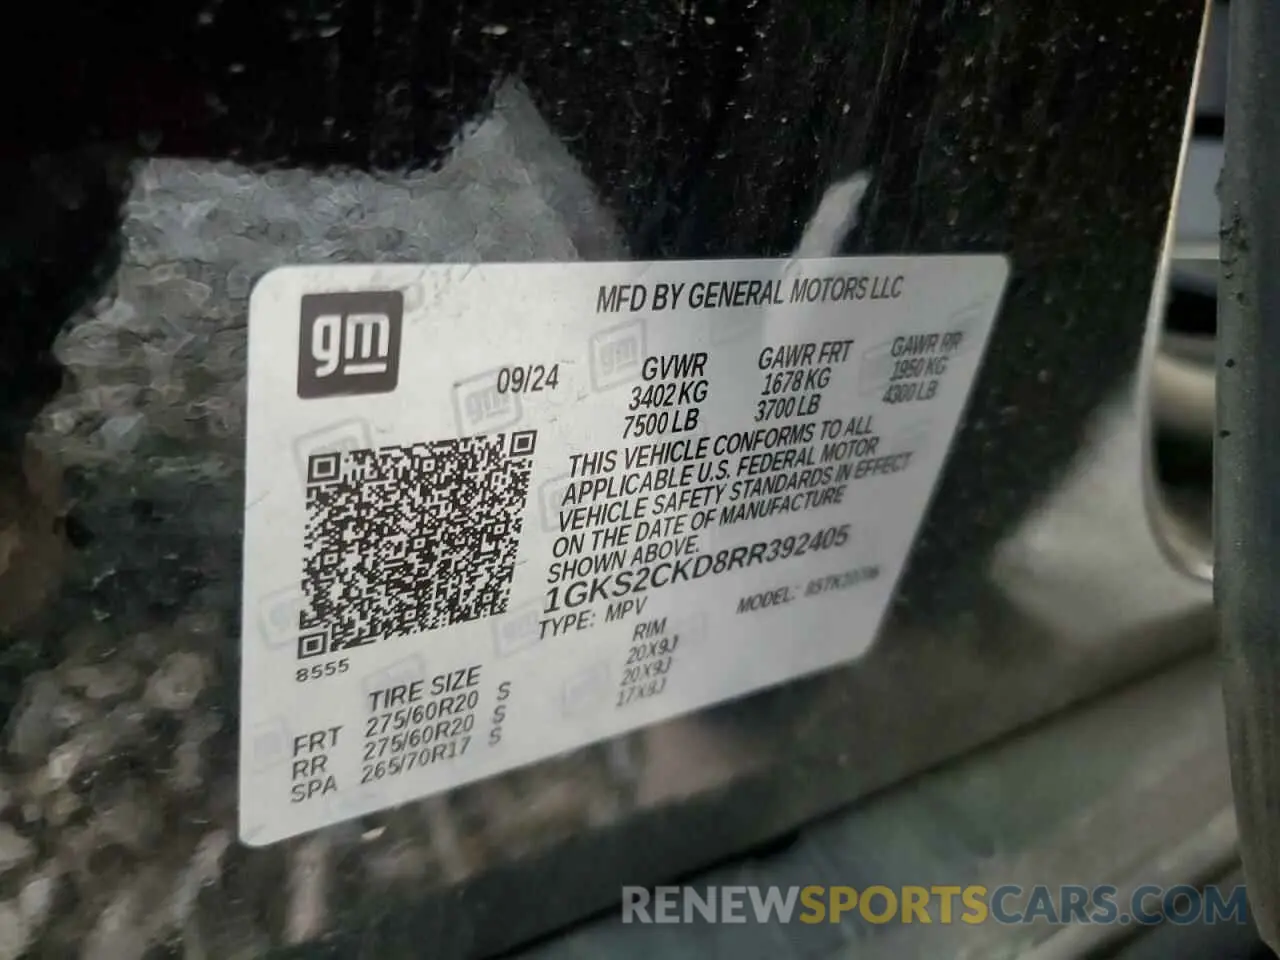 gm
MFD BY GENERAL MOTORS LLC
09/24
GVWR GAWR FRT GAWR RR
3402 KG 1678 KG 1950 KG
7500 LB 3700 LB 4300 LB
THIS VEHICLE CONFORMS TO ALL
APPLICABLE U.S. FEDERAL MOTOR
VEHICLE SAFETY STANDARDS IN EFFECT
ON THE DATE OF MANUFACTURE
SHOWN ABOVE.
1GKS2CKD8RR392405
TYPE: MPV MODEL:
8555
TIRE SIZE RIM
FRT 275/60R20 S 20X9J
RR 275/60R20 S 20X9J
SPA 265/70R17 S
RENEWSPORTSCARS.COM